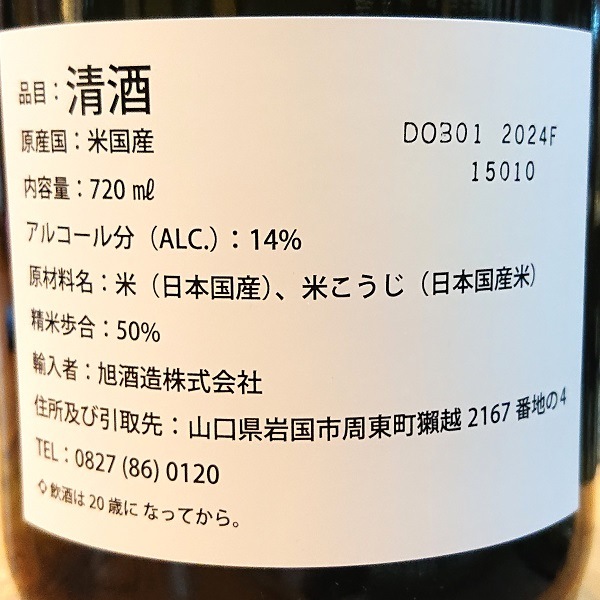 品目：清酒
原産国：米国産
DO301 2024F
15010
内容量：720 ㎖
アルコール分（ALC.）：14%
原材料名：米（日本国産）、米こうじ（日本国産米）
精米歩合：50%
輸入者：旭酒造株式会社
住所及び引取先：山口県岩国市周東町獺越 2167 番地の4
TEL：0827 (86) 0120
◇飲酒は 20 歳に なってから。